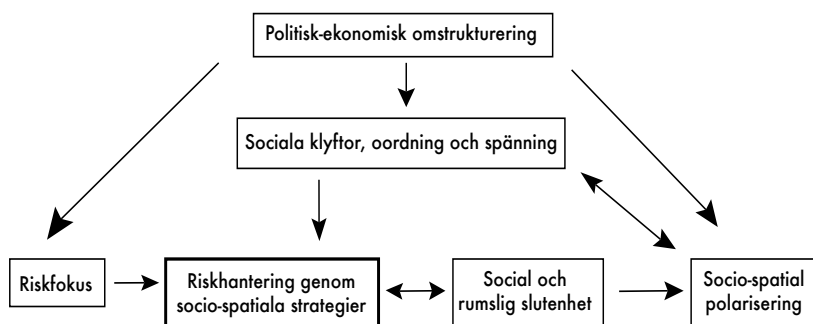 Politisk-ekonomisk omstrukturering
Sociala klyftor, oordning och spänning
Riskfokus
Riskhantering genom
socio-spatiala strategier
Social och
rumslig slutenhet
Socio-spatial
polarisering